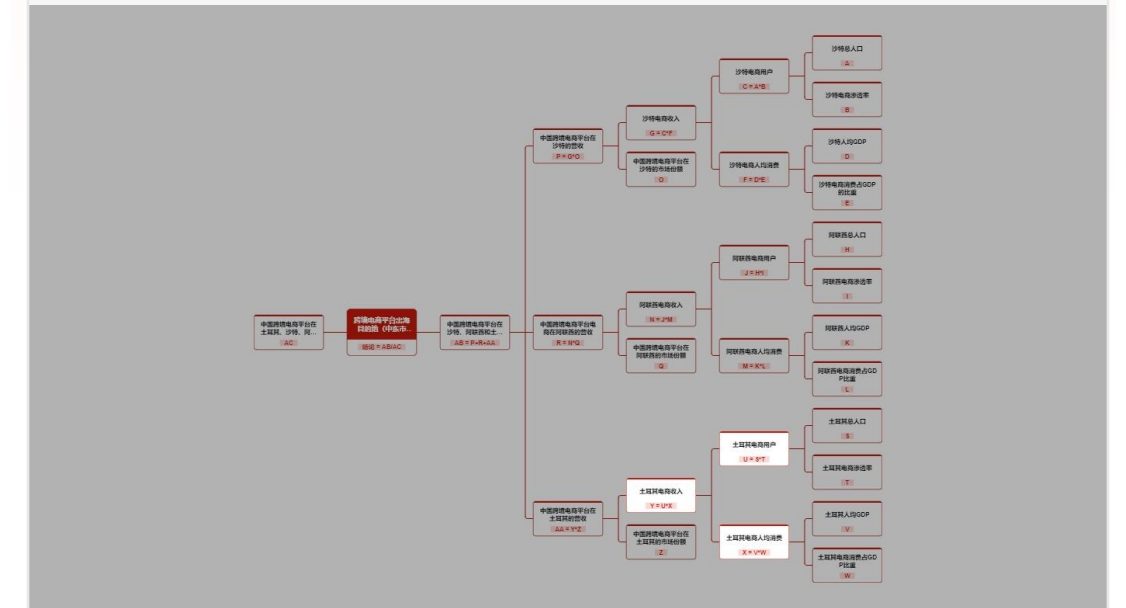 沙特总人口
A
沙特电商用户
C = A*B
沙特电商渗透率
B
沙特电商收入
G = C*F
中国跨境电商平台在
沙特的营收
P = G*O
中国跨境电商平台在
沙特的市场份额
O
沙特人均GDP
D
沙特电商人均消费
F = D*E
沙特电商消费占GDP
的比重
E
阿联酋总人口
H
阿联酋电商用户
J = H*I
阿联酋电商渗透率
I
阿联酋电商收入
N = J*M
中国跨境电商平台在
土耳其、沙特、阿...
AC
跨境电商平台出海
目的地（中东市...
结论 = AB/AC
中国跨境电商平台在
沙特、阿联酋和土...
AB = P+R+AA
中国跨境电商平台电
商在阿联酋的营收
R = N*Q
中国跨境电商平台在
阿联酋的市场份额
Q
阿联酋人均GDP
K
阿联酋电商人均消费
M = K*L
阿联酋电商消费占GD
P比重
L
土耳其总人口
S
土耳其电商用户
U = S*T
土耳其电商渗透率
T
土耳其电商收入
Y = U*X
中国跨境电商平台在
土耳其的营收
AA = Y*Z
中国跨境电商平台在
土耳其的市场份额
Z
土耳其人均GDP
V
土耳其电商人均消费
X = V*W
土耳其电商消费占GD
P比重
W